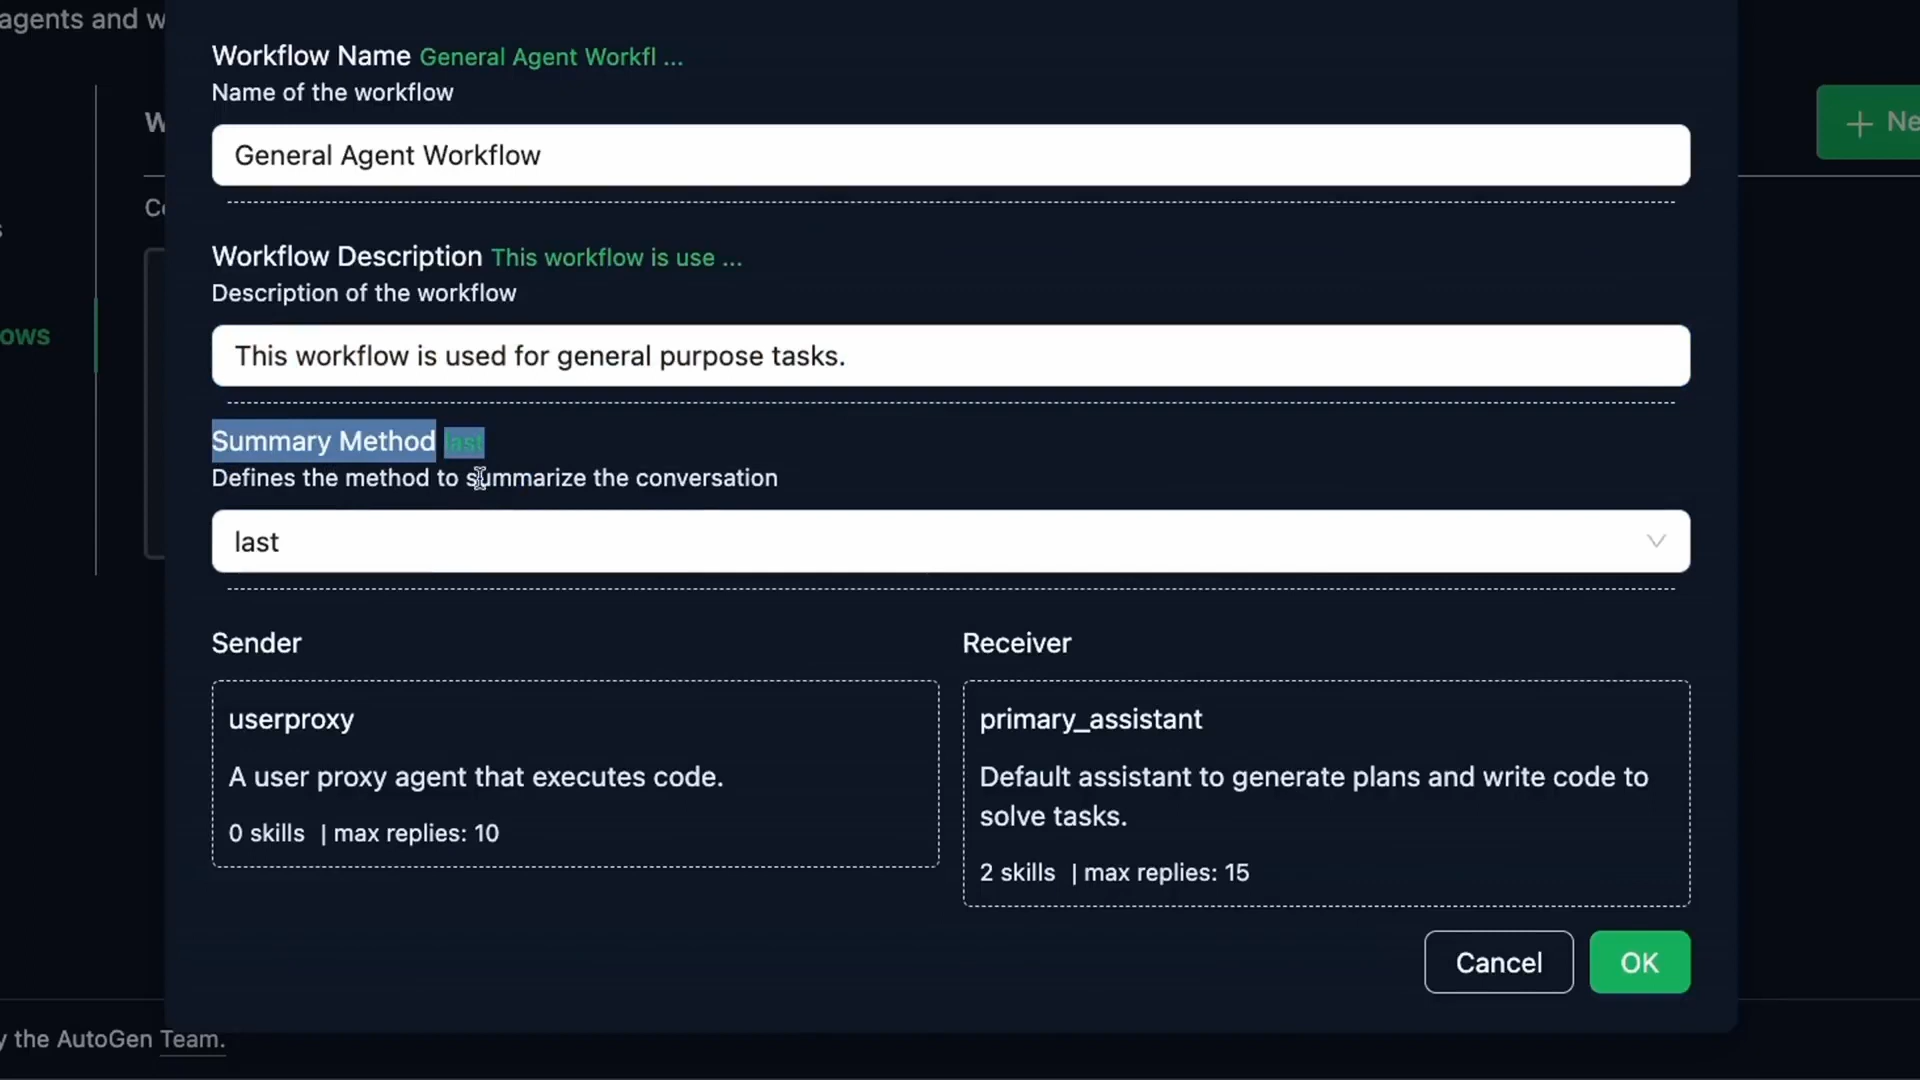 agents and w
Workflow Name General Agent Workfl ...
Name of the workflow
W
+ Ne
General Agent Workflow
Co
s
Workflow Description This workflow is use ...
Description of the workflow
ows
This workflow is used for general purpose tasks.
Summary Method last
Defines the method to summarize the conversation
last
Sender
Receiver
userproxy
primary_assistant
A user proxy agent that executes code.
Default assistant to generate plans and write code to
solve tasks.
0 skills | max replies: 10
2 skills | max replies: 15
Cancel
OK
y the AutoGen Team.